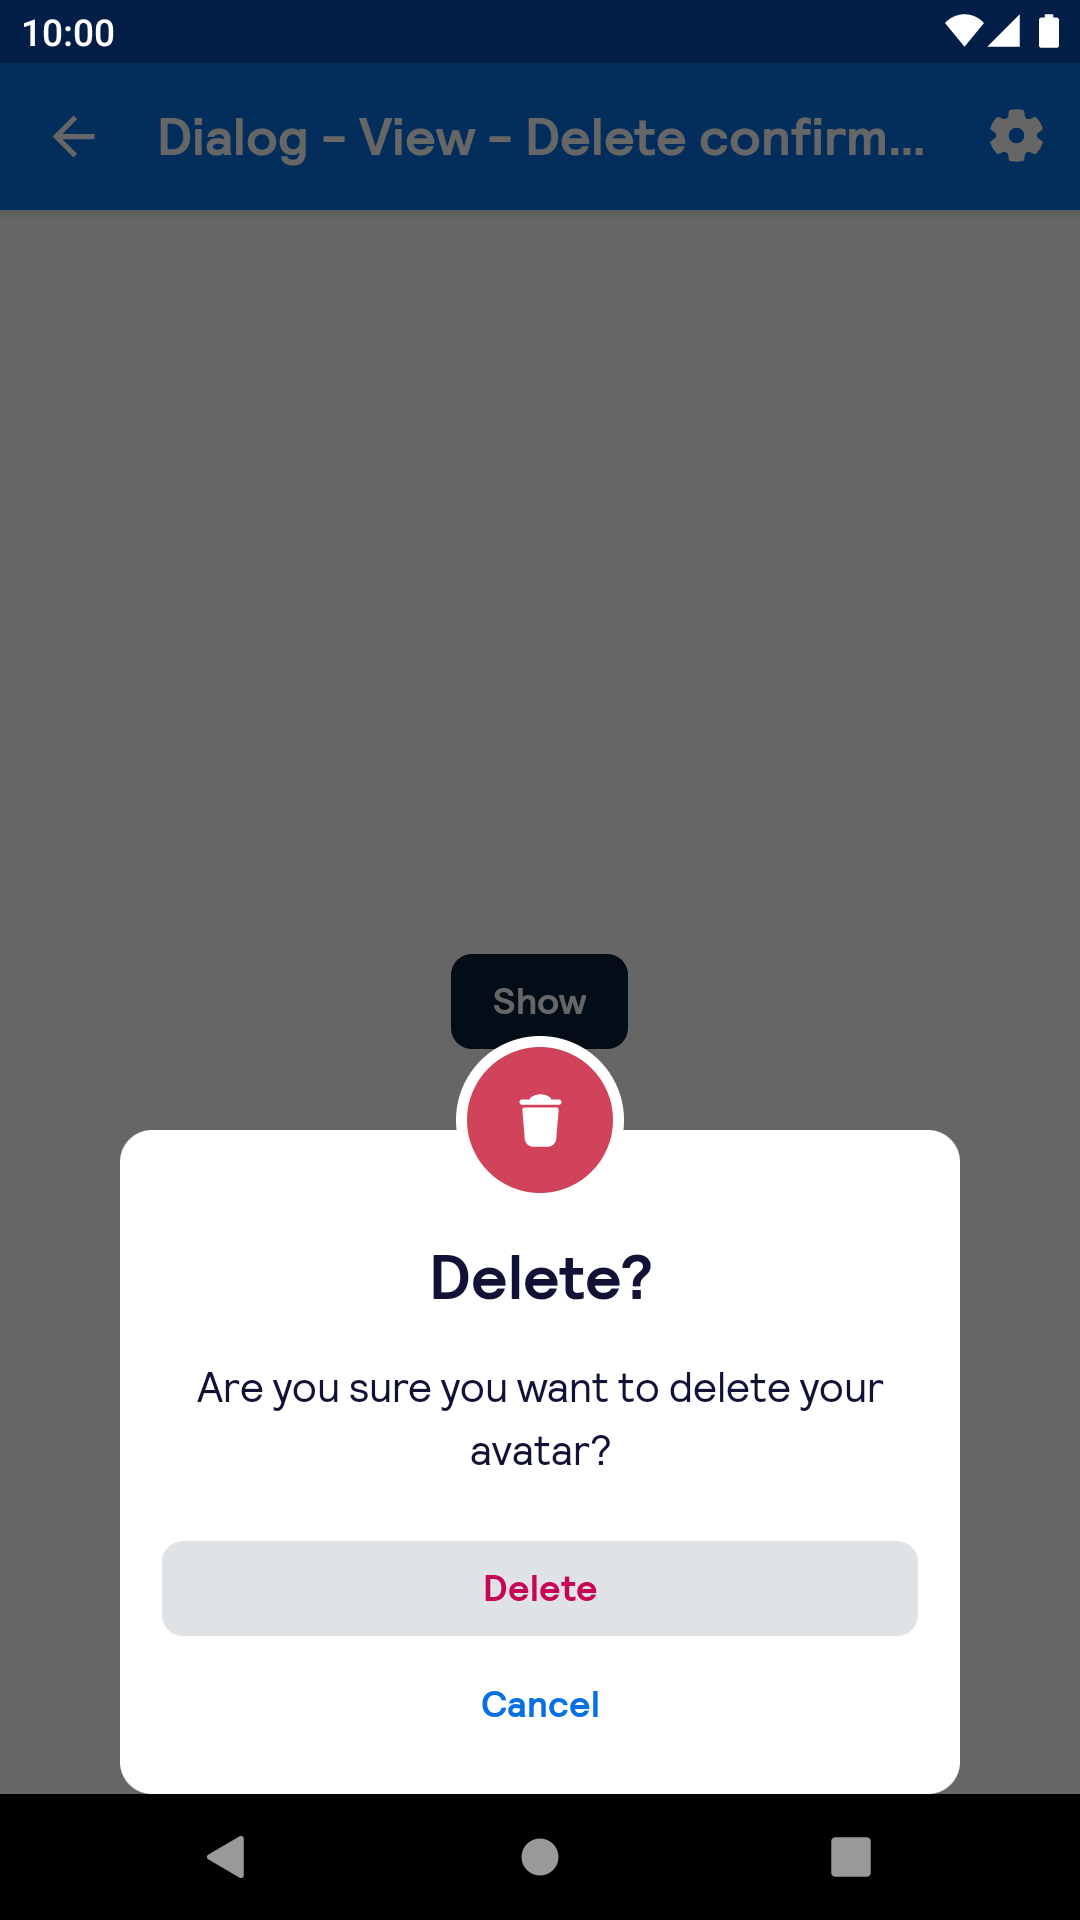 10:00
Dialog - View - Delete confirm...
Show
Delete?
Are you sure you want to delete your
avatar?
Delete
Cancel